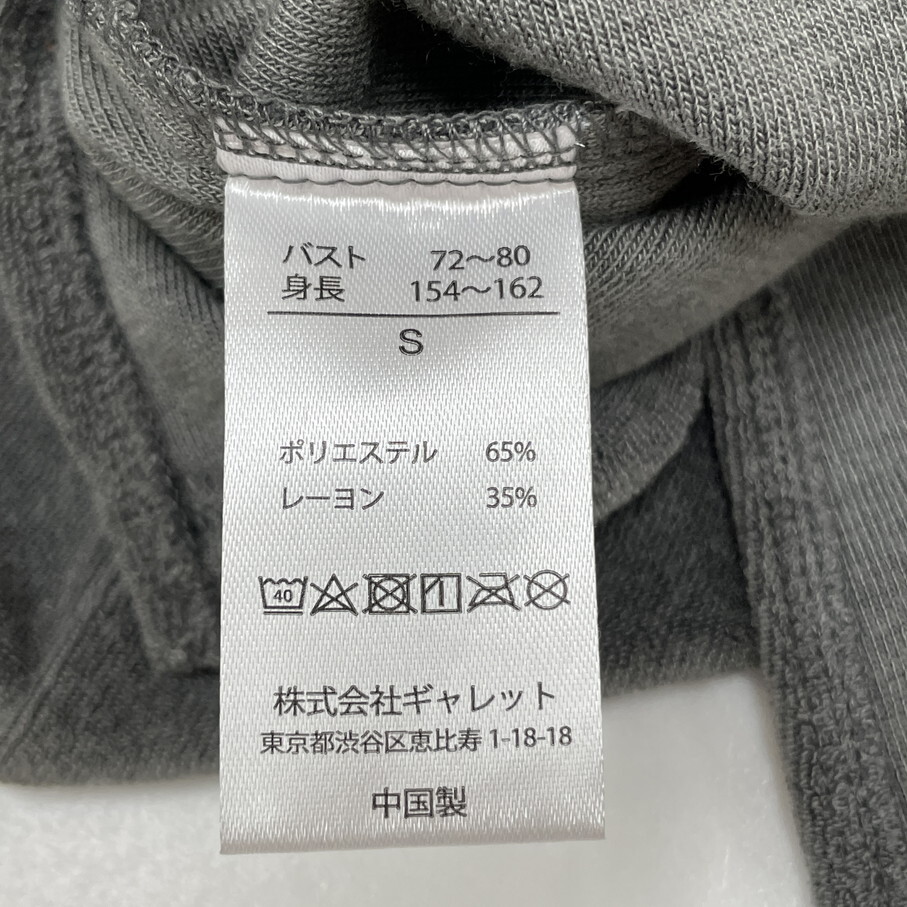 バスト 72～80
身長 154～162
S
ポリエステル 65%
レーヨン 35%
40
株式会社ギャレット
東京都渋谷区恵比寿 1-18-18
中国製